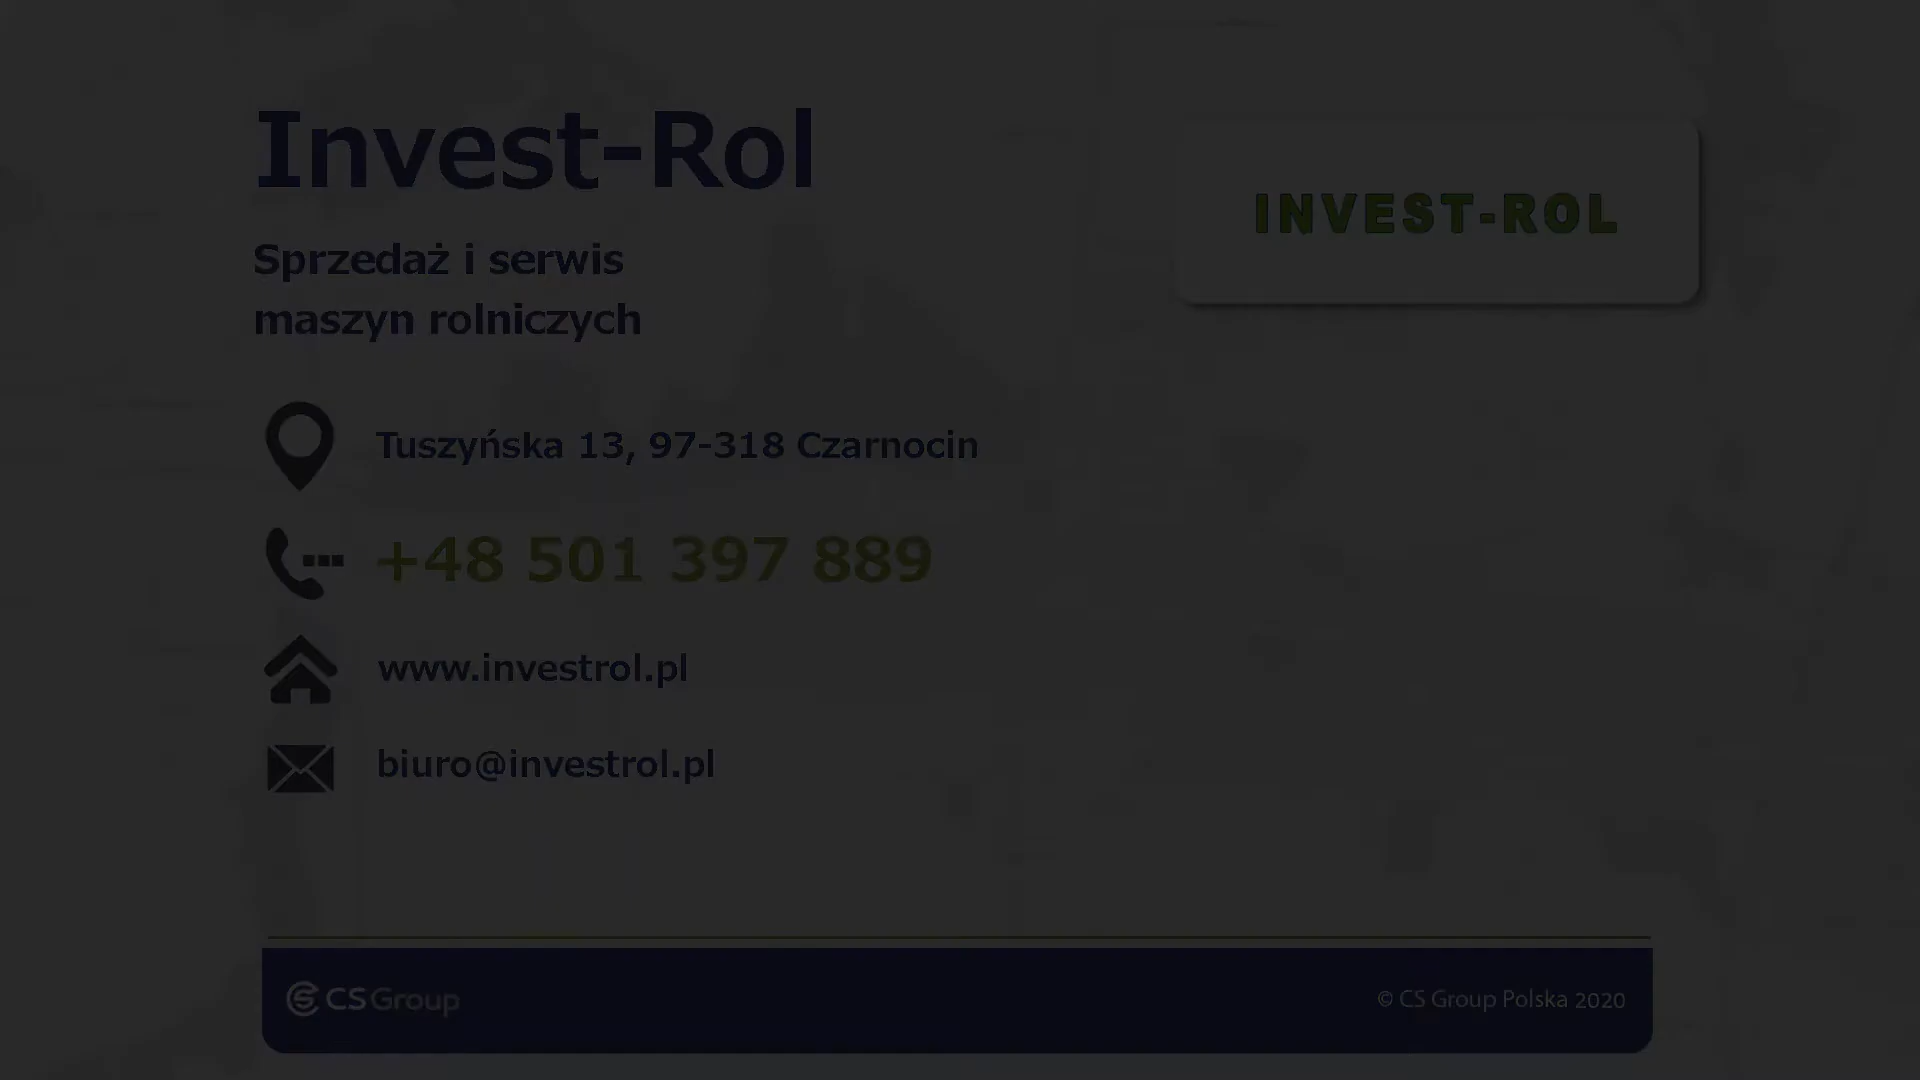 Invest-Rol
INVEST-ROL
Sprzedaż i serwis
maszyn rolniczych
Tuszyńska 13, 97-318 Czarnocin
+48 501 397 889
www.investrol.pl
biuro@investrol.pl
CS Group
© CS Group Polska 2020